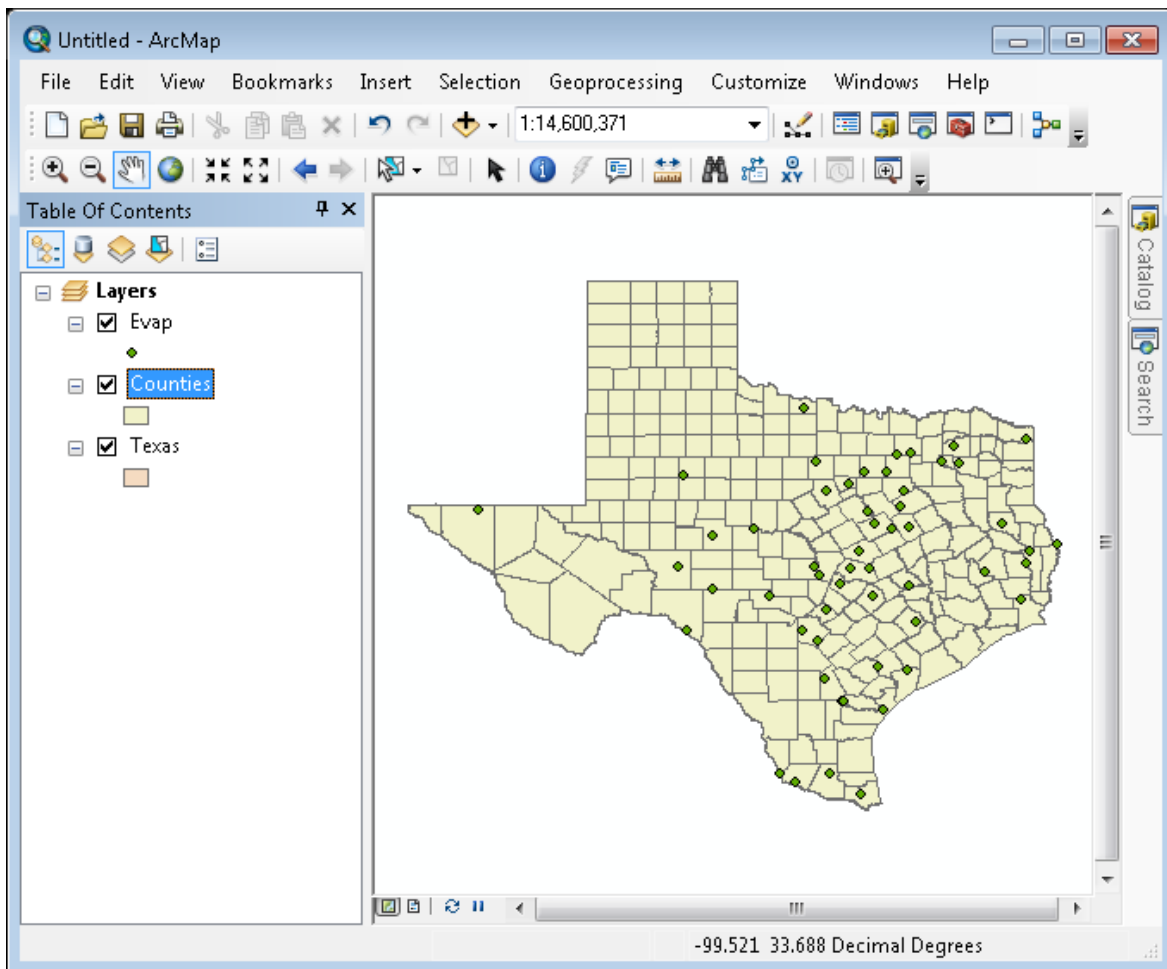 Untitled - ArcMap
File Edit View Bookmarks Insert Selection Geoprocessing Customize Windows Help
1:14,600,371
XY
Table Of Contents
Layers
Evap
Counties
Texas
Catalog
Search
-99.521 33.688 Decimal Degrees